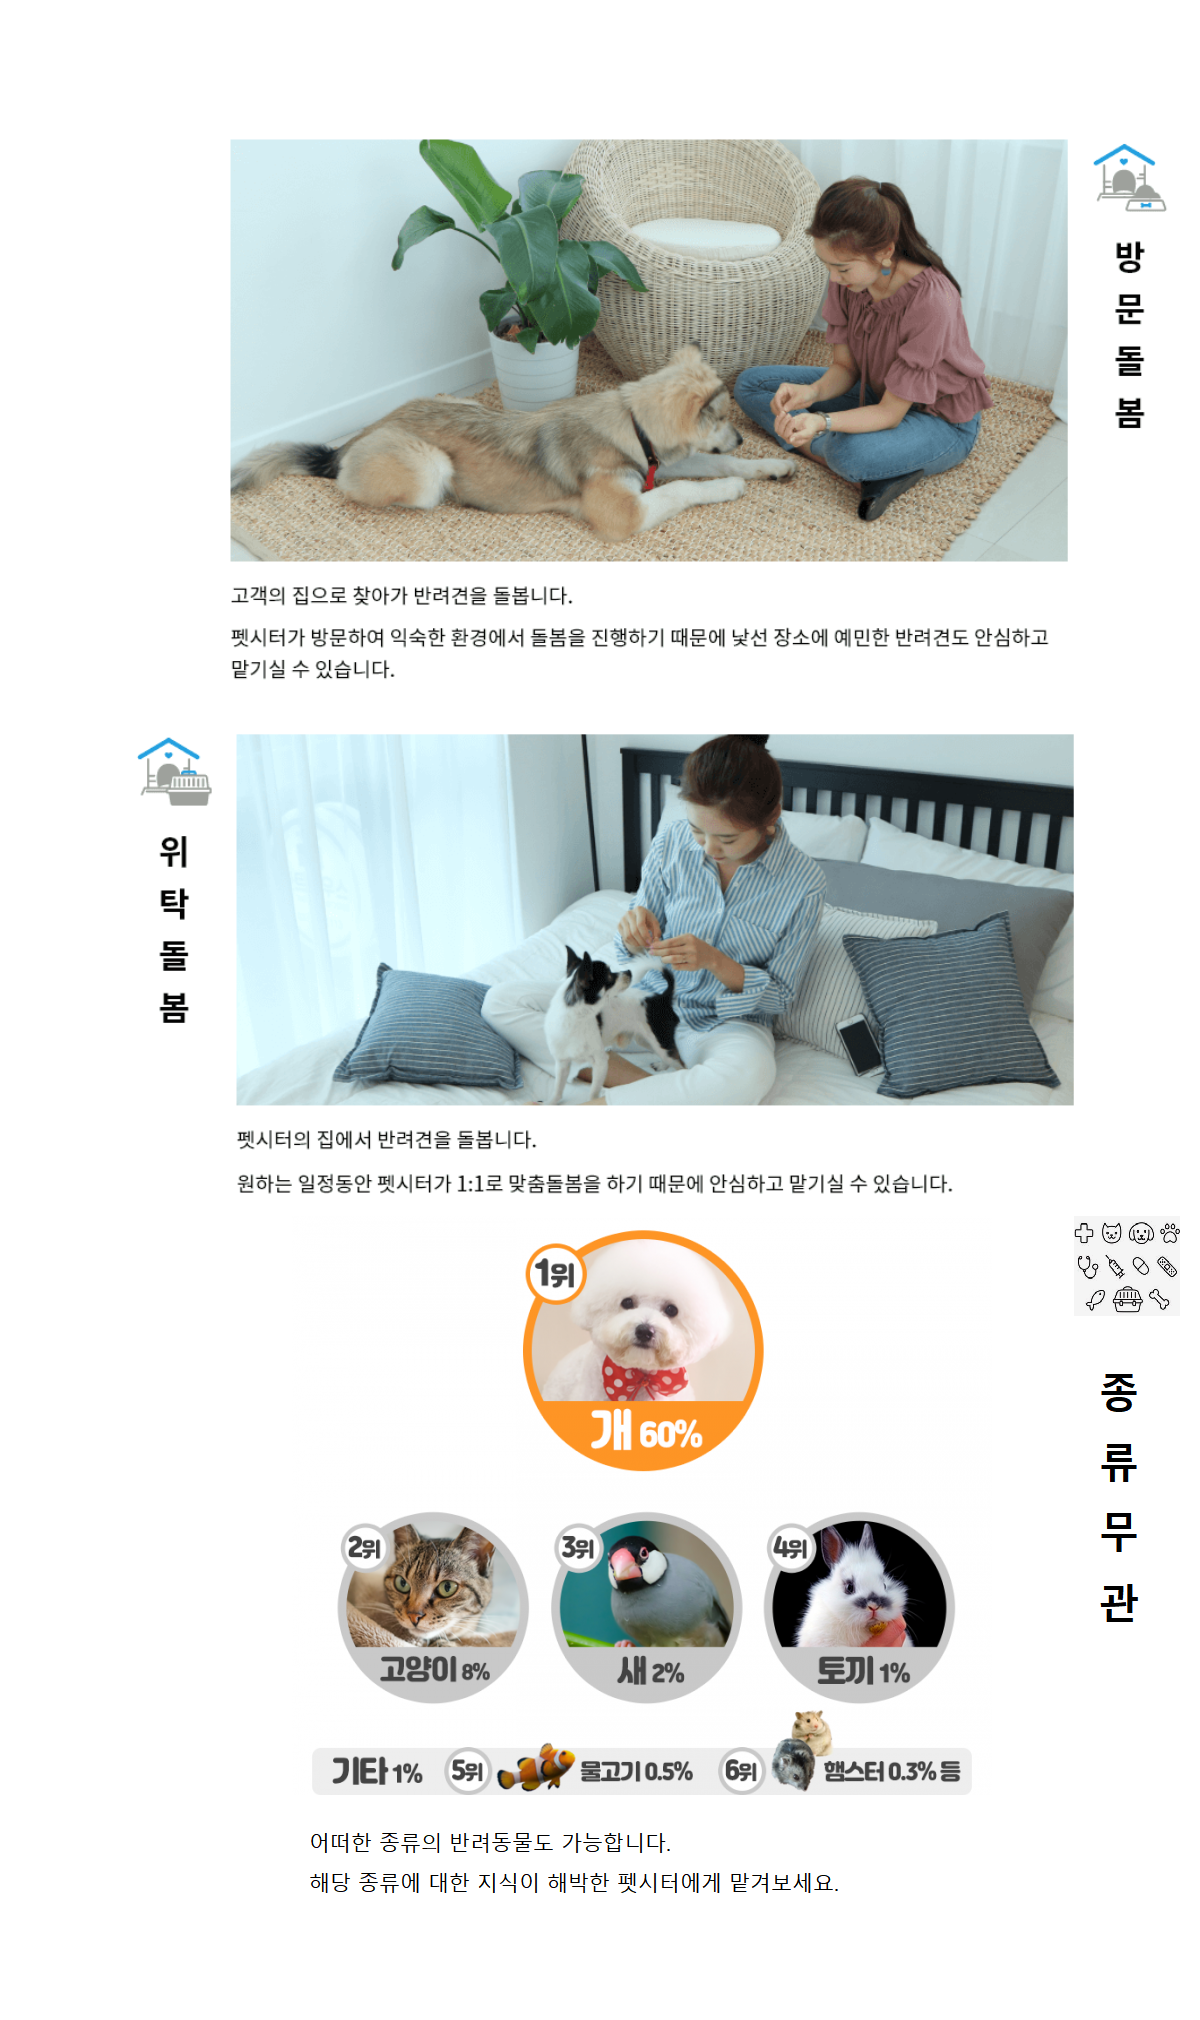 방문돌봄
고객의 집으로 찾아가 반려견을 돌봅니다.
펫시터가 방문하여 익숙한 환경에서 돌봄을 진행하기 때문에 낯선 장소에 예민한 반려견도 안심하고
맡기실 수 있습니다.
위탁돌봄
펫시터의 집에서 반려견을 돌봅니다.
원하는 일정동안 펫시터가 1:1로 맞춤돌봄을 하기 때문에 안심하고 맡기실 수 있습니다.
종류무관
1위
개 60%
2위
고양이 8%
3위
새 2%
4위
토끼 1%
기타 1% 5위 물고기 0.5% 6위 햄스터 0.3% 등
어떠한 종류의 반려동물도 가능합니다.
해당 종류에 대한 지식이 해박한 펫시터에게 맡겨보세요.